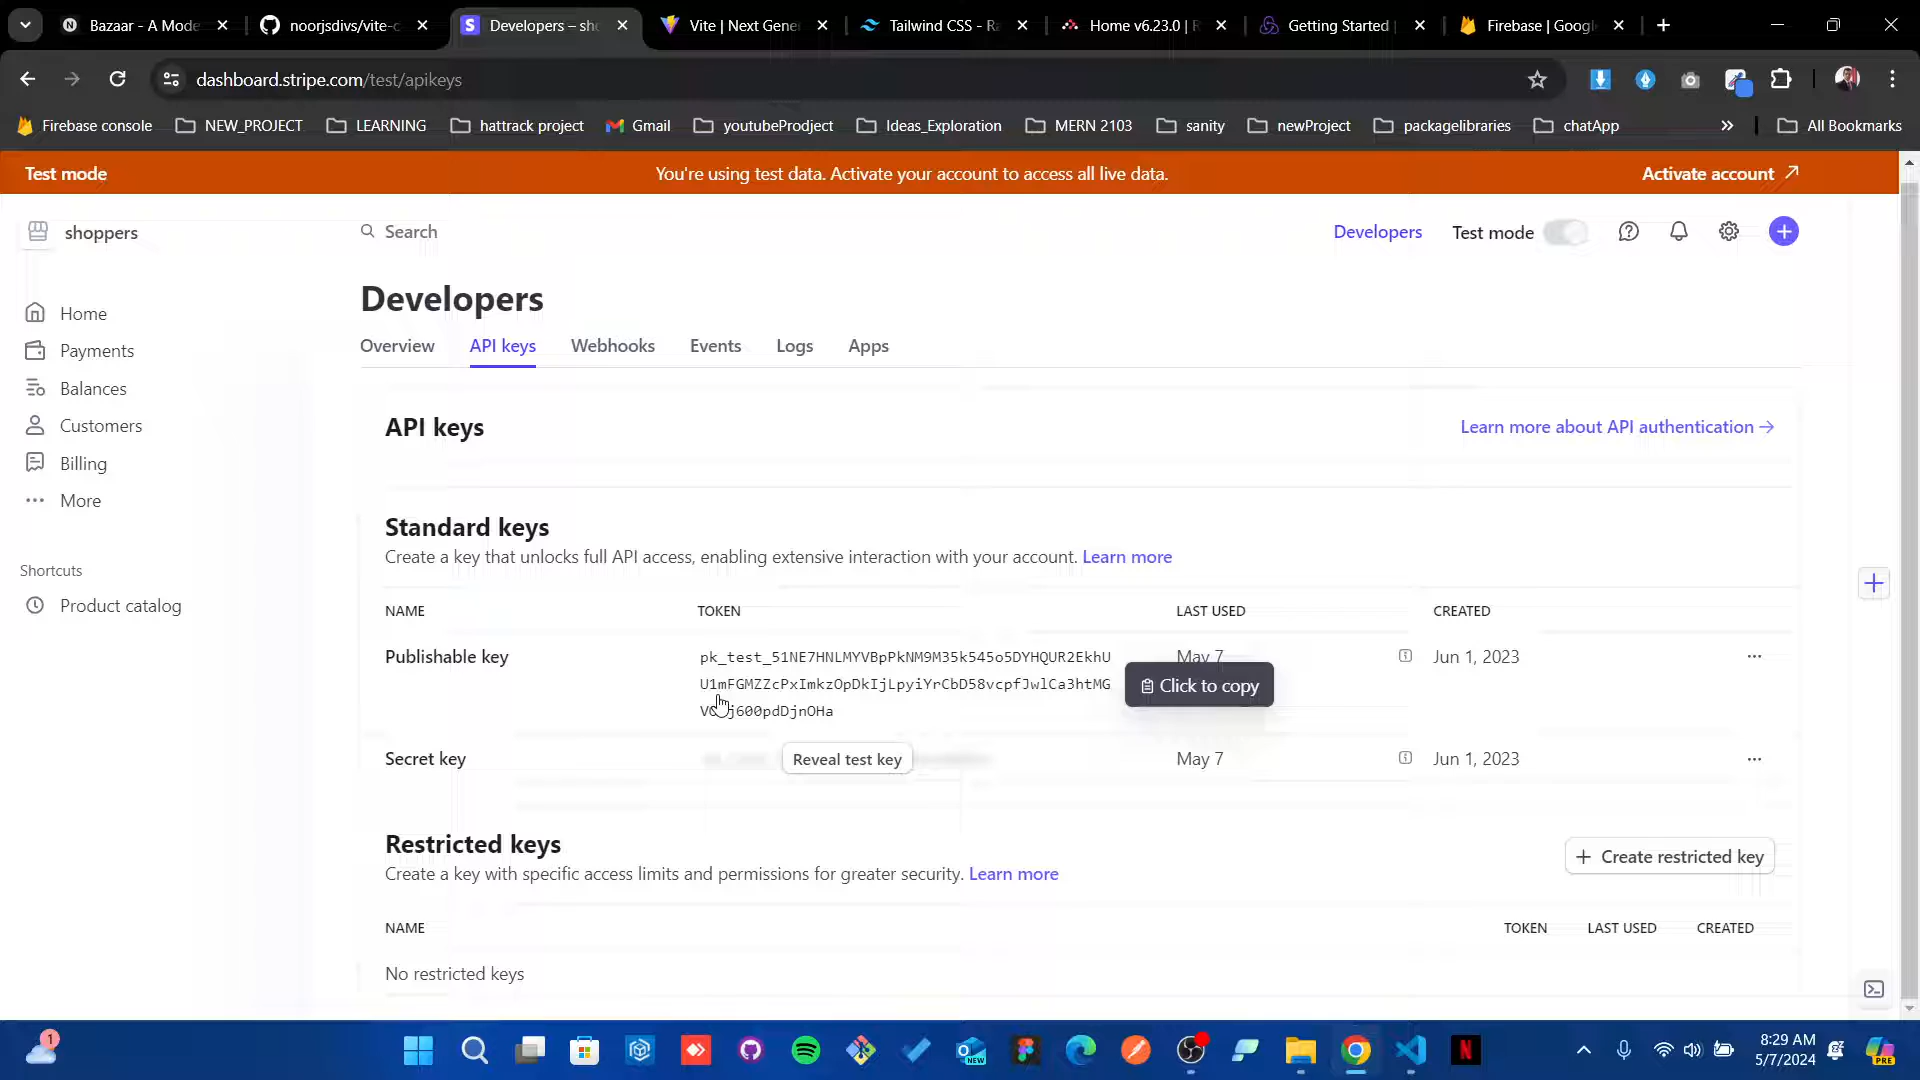 Bazaar - A Mode
noorjsdivs/vite-c
Developers – sho
Vite | Next Gene
Tailwind CSS - Ra
Home v6.23.0 | R
Getting Started |
Firebase | Googl
dashboard.stripe.com/test/apikeys
Firebase console
NEW_PROJECT
LEARNING
hattrack project
Gmail
youtubeProdject
Ideas_Exploration
MERN 2103
sanity
newProject
packagelibraries
chatApp
All Bookmarks
Test mode
You're using test data. Activate your account to access all live data.
Activate account
shoppers
Search
Developers
Test mode
Home
Payments
Balances
Customers
Billing
More
Shortcuts
Product catalog
Developers
Overview
API keys
Webhooks
Events
Logs
Apps
API keys
Learn more about API authentication
Standard keys
Create a key that unlocks full API access, enabling extensive interaction with your account. Learn more
NAME
TOKEN
LAST USED
CREATED
Publishable key
pk_test_51NE7HNLMYVBpPkNM9M35k545o5DYHQUR2EkhU
U1mFGMZZcPxImkzOpDkIjLpyiYrCbD58vcpfJwlCa3htMG
May 7
Jun 1, 2023
Click to copy
Secret key
Reveal test key
May 7
Jun 1, 2023
Restricted keys
Create a key with specific access limits and permissions for greater security. Learn more
Create restricted key
NAME
TOKEN
LAST USED
CREATED
No restricted keys
1
NEW
N
8:29 AM
5/7/2024
PRE